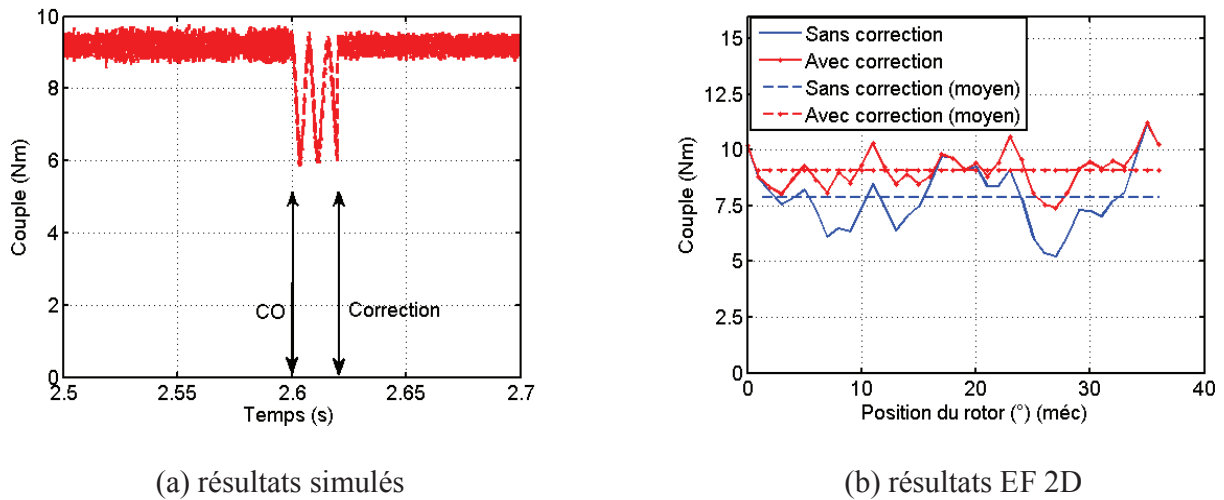 10
8
6
4
2
0
Couple (Nm)
CO
Correction
2.5
2.55
2.6
2.65
2.7
Temps (s)
(a) résultats simulés
15
12.5
10
7.5
5
2.5
0
Couple (Nm)
Sans correction
Avec correction
Sans correction (moyen)
Avec correction (moyen)
0
10
20
30
40
Position du rotor (°) (méc)
(b) résultats EF 2D